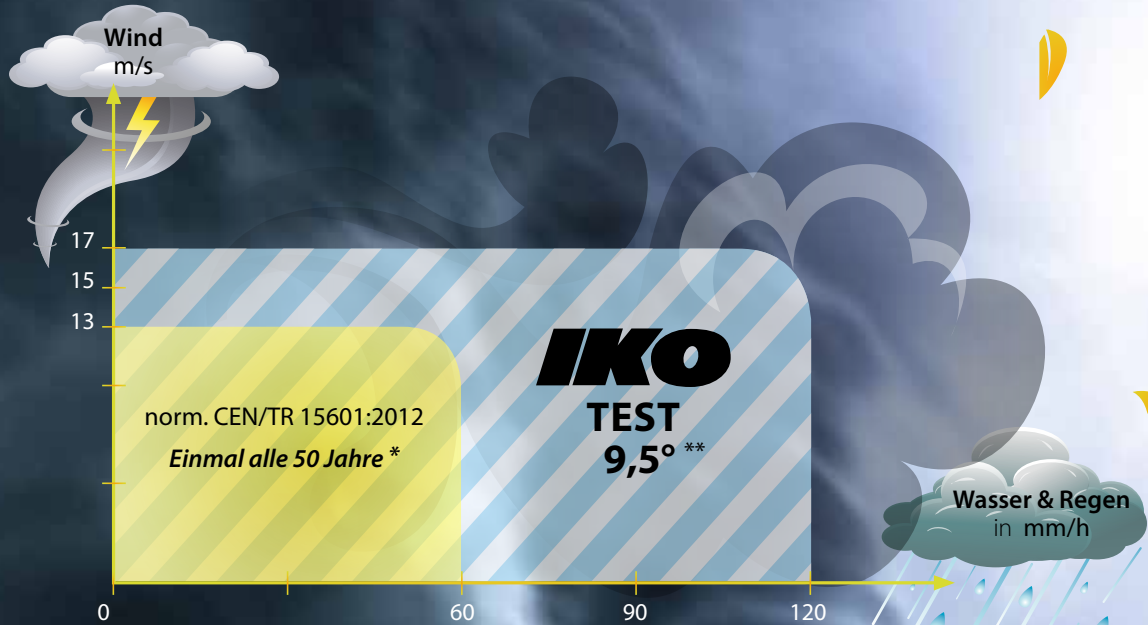 Wind
m/s
17
15
13
norm. CEN/TR 15601:2012
Einmal alle 50 Jahre *
IKO
TEST
9,5° **
Wasser & Regen
in mm/h
0
60
90
120